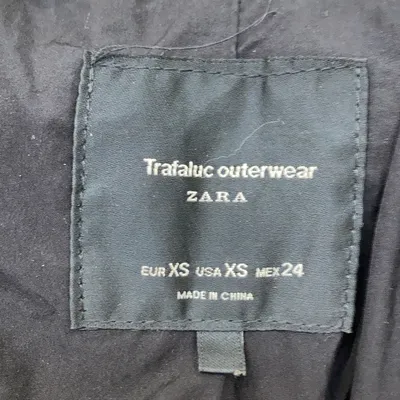 Trafaluc outerwear
ZARA
EUR XS USA XS MEX 24
MADE IN CHINA